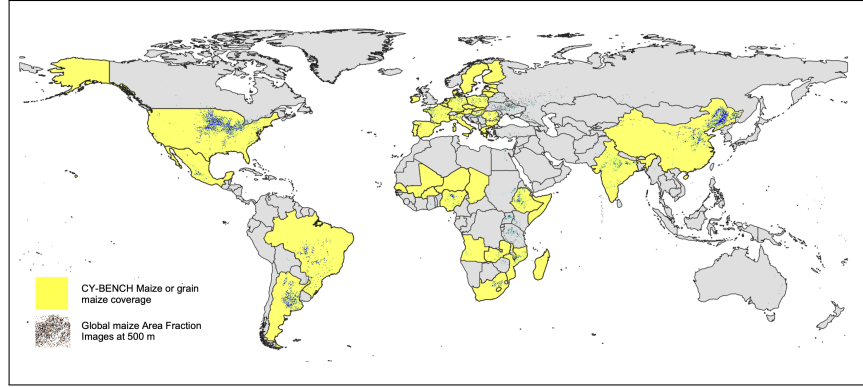 CY-BENCH Maize or grain
maize coverage
Global maize Area Fraction
Images at 500 m